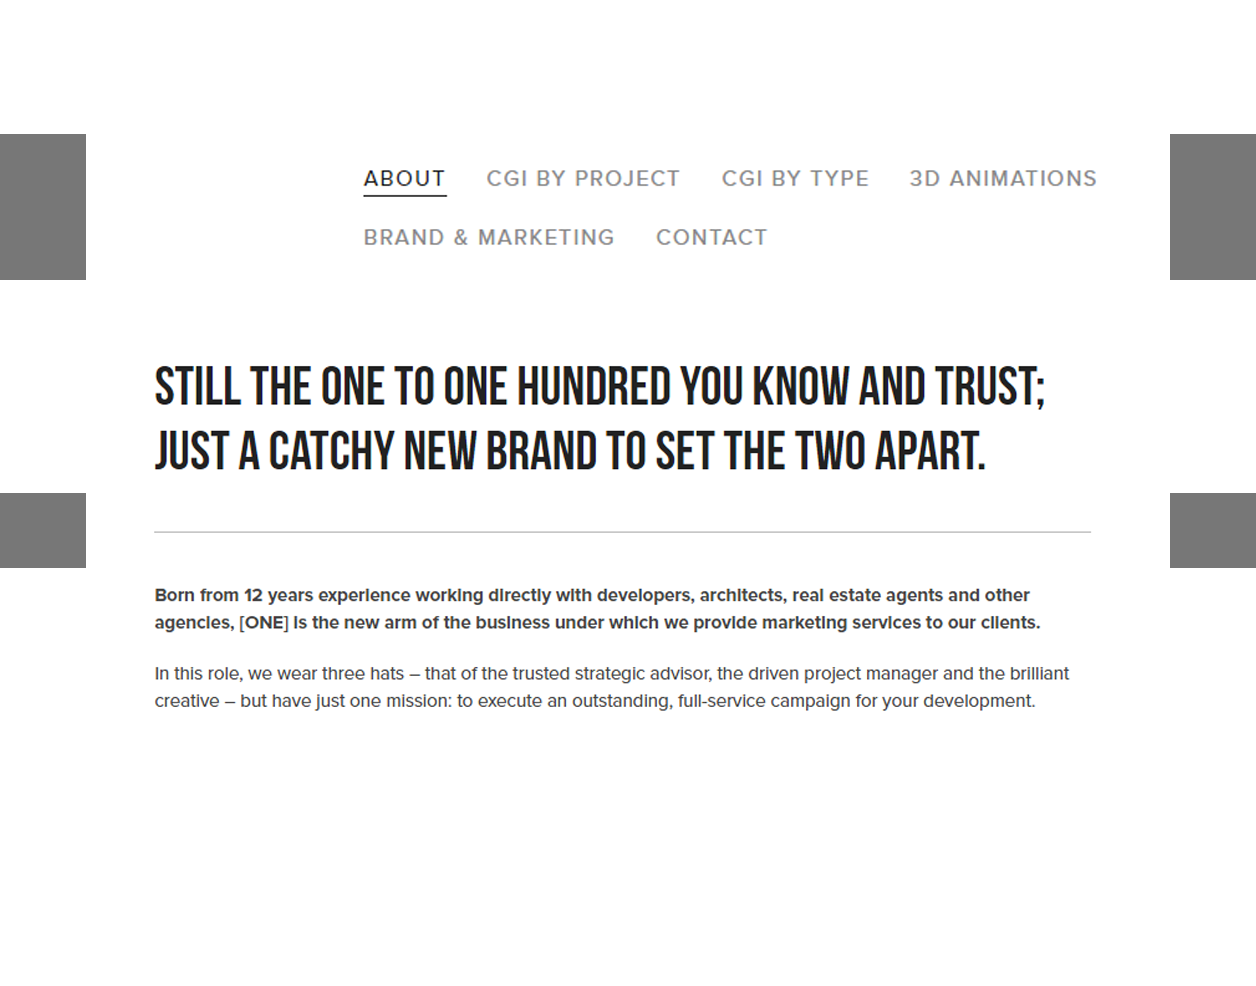 ABOUT CGI BY PROJECT CGI BY TYPE 3D ANIMATIONS
BRAND & MARKETING CONTACT
STILL THE ONE TO ONE HUNDRED YOU KNOW AND TRUST;
JUST A CATCHY NEW BRAND TO SET THE TWO APART.
Born from 12 years experience working directly with developers, architects, real estate agents and other
agencies, [ONE] is the new arm of the business under which we provide marketing services to our clients.
In this role, we wear three hats – that of the trusted strategic advisor, the driven project manager and the brilliant
creative – but have just one mission: to execute an outstanding, full-service campaign for your development.